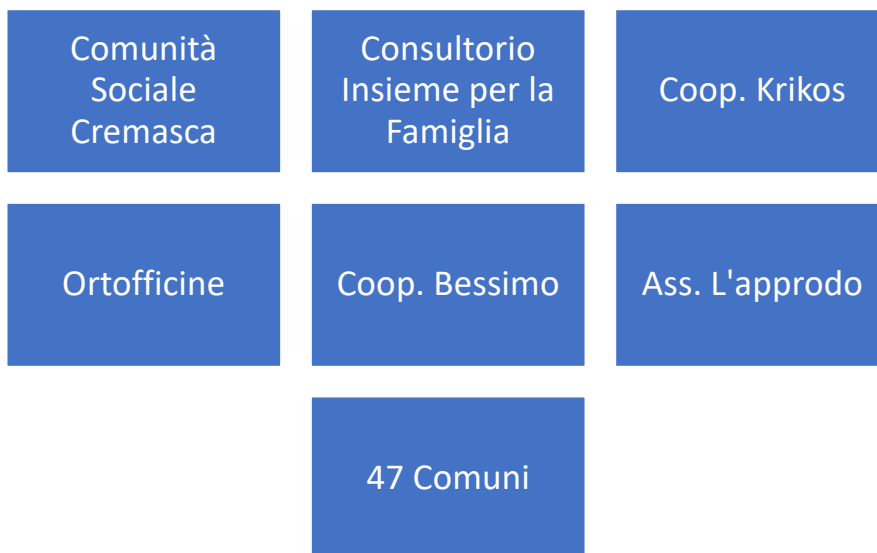 Comunità
Sociale
Cremasca
Consultorio
Insieme per la
Famiglia
Coop. Krikos
Ortofficine
Coop. Bessimo
Ass. L'approdo
47 Comuni